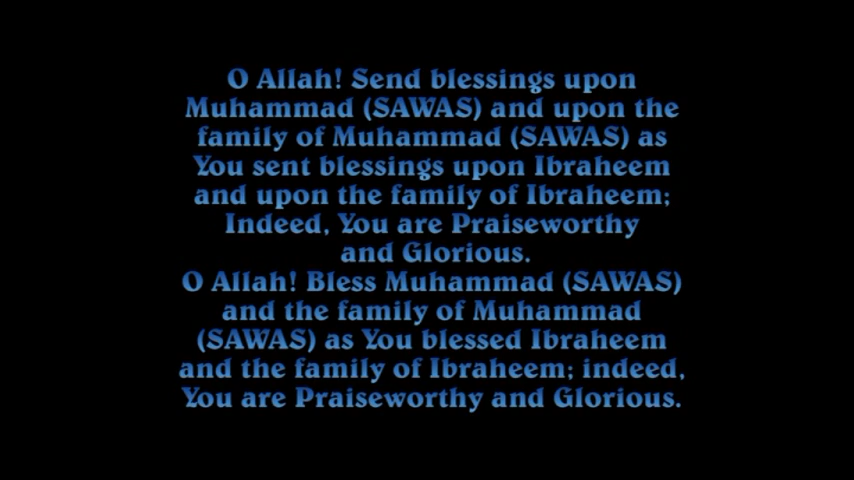 O Allah! Send blessings upon
Muhammad (SAWAS) and upon the
family of Muhammad (SAWAS) as
You sent blessings upon Ibraheem
and upon the family of Ibraheem;
Indeed, You are Praiseworthy
and Glorious.
O Allah! Bless Muhammad (SAWAS)
and the family of Muhammad
(SAWAS) as You blessed Ibraheem
and the family of Ibraheem; indeed,
You are Praiseworthy and Glorious.